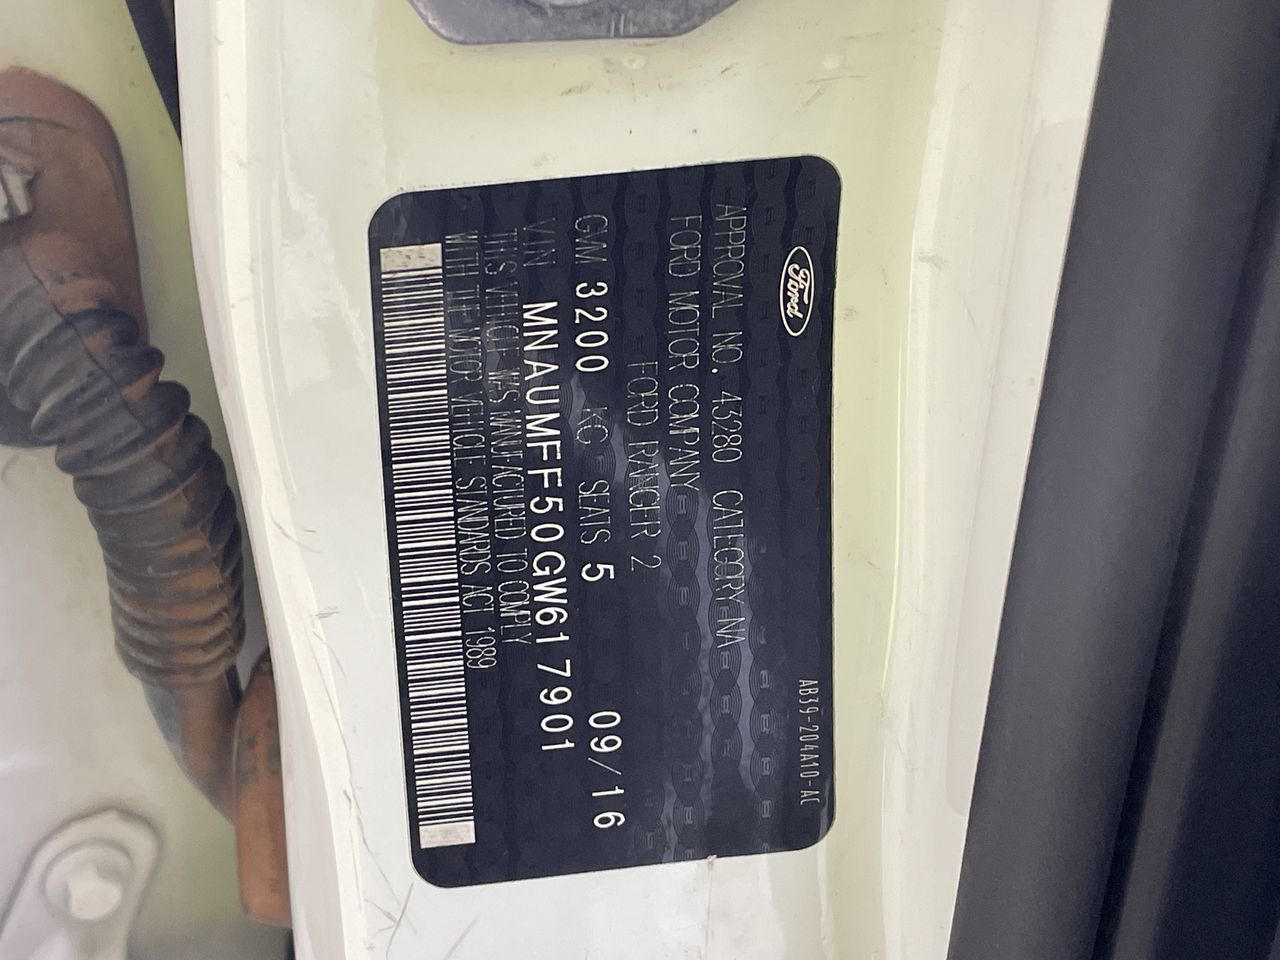 Ford
AB39-204A10-AC
APPROVAL NO. 43280 CATEGORY NA
FORD MOTOR COMPANY
FORD RANGER 2
GVM 3200 KG SEATS 5 09/16
VIN MNAUMFF50GW617901
THIS VEHICLE WAS MANUFACTURED TO COMPLY
WITH THE MOTOR VEHICLE STANDARDS ACT 1989